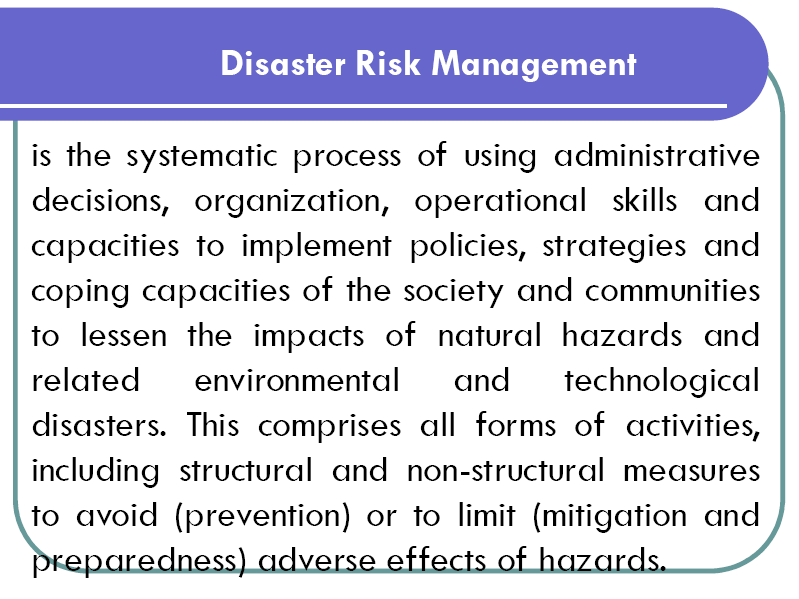 Disaster Risk Management
is the systematic process of using administrative
decisions, organization, operational skills and
capacities to implement policies, strategies and
coping capacities of the society and communities
to lessen the impacts of natural hazards and
related environmental and technological
disasters. This comprises all forms of activities,
including structural and non-structural measures
to avoid (prevention) or to limit (mitigation and
preparedness) adverse effects of hazards.